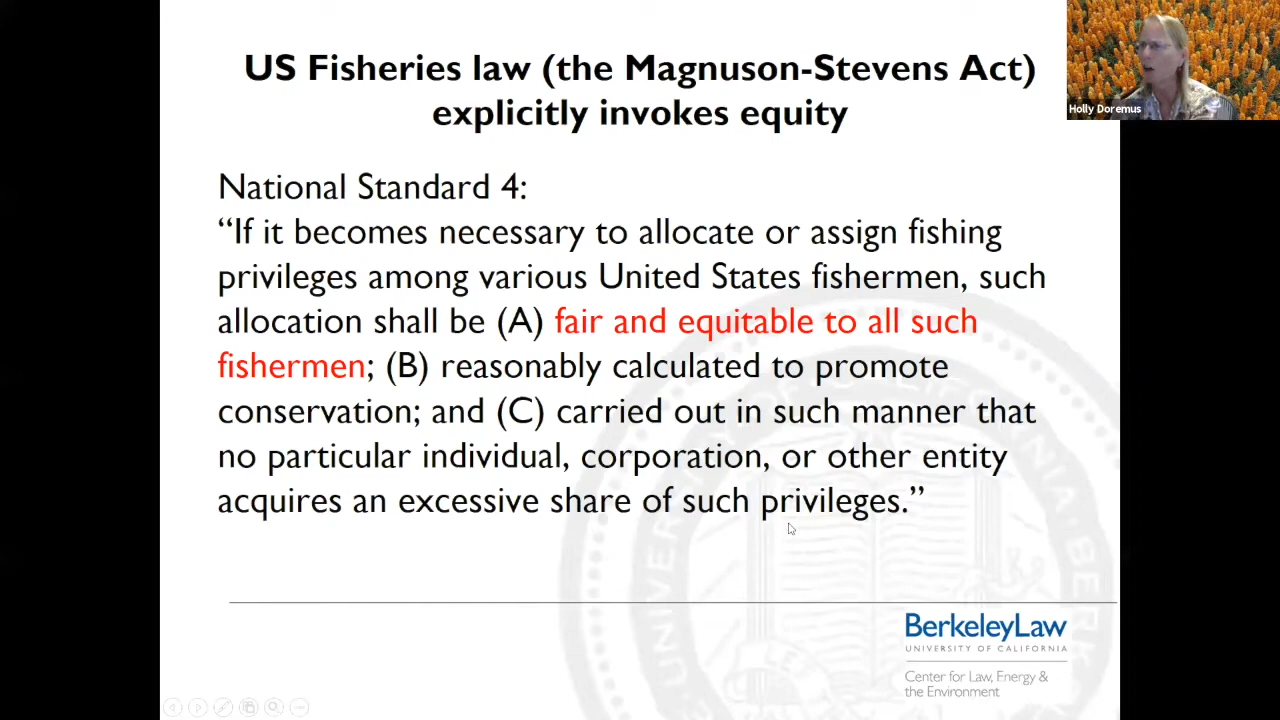 US Fisheries law (the Magnuson-Stevens Act)
explicitly invokes equity
Holly Doremus
National Standard 4:
“If it becomes necessary to allocate or assign fishing
privileges among various United States fishermen, such
allocation shall be (A) fair and equitable to all such
fishermen; (B) reasonably calculated to promote
conservation; and (C) carried out in such manner that
no particular individual, corporation, or other entity
acquires an excessive share of such privileges.”
BerkeleyLaw
UNIVERSITY OF CALIFORNIA
Center for Law, Energy &
the Environment